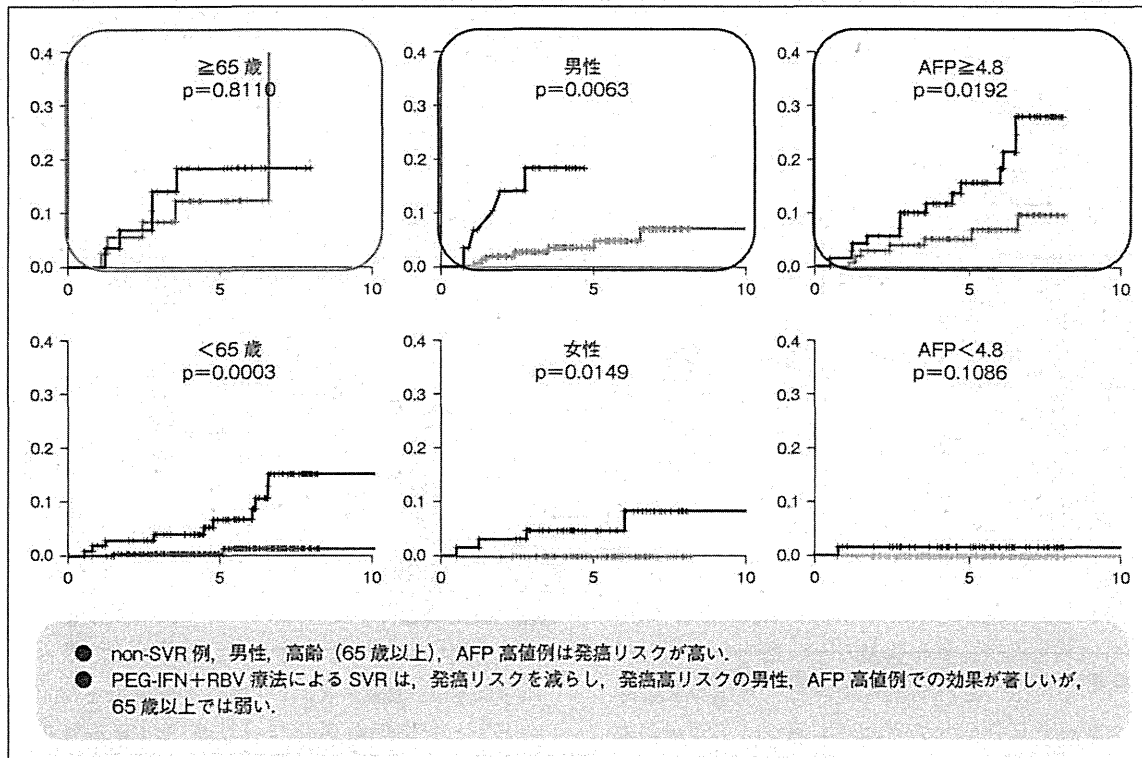 ≧65歳
p=0.8110
0.4
0.3
0.2
0.1
0.0
0 5 10
男性
p=0.0063
0.4
0.3
0.2
0.1
0.0
0 5 10
AFP≧4.8
p=0.0192
0.4
0.3
0.2
0.1
0.0
0 5 10
<65歳
p=0.0003
0.4
0.3
0.2
0.1
0.0
0 5 10
女性
p=0.0149
0.4
0.3
0.2
0.1
0.0
0 5 10
AFP<4.8
p=0.1086
0.4
0.3
0.2
0.1
0.0
0 5 10
● non-SVR 例，男性，高齢（65歳以上），AFP 高値例は発癌リスクが高い．
● PEG-IFN+RBV 療法による SVR は，発癌リスクを減らし，発癌高リスクの男性，AFP 高値例での効果が著しいが，
65歳以上では弱い．